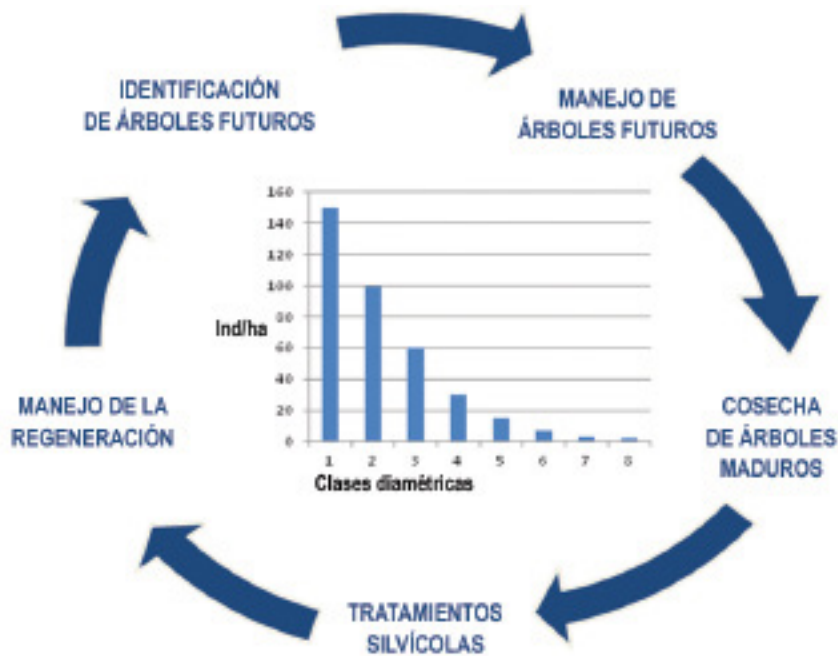 IDENTIFICACIÓN
DE ÁRBOLES FUTUROS
MANEJO DE
ÁRBOLES FUTUROS
160
140
120
100
80
60
40
20
0
Ind/ha
1 2 3 4 5 6 7 8
Clases diamétricas
MANEJO DE LA
REGENERACIÓN
COSECHA
DE ÁRBOLES
MADUROS
TRATAMIENTOS
SILVÍCOLAS